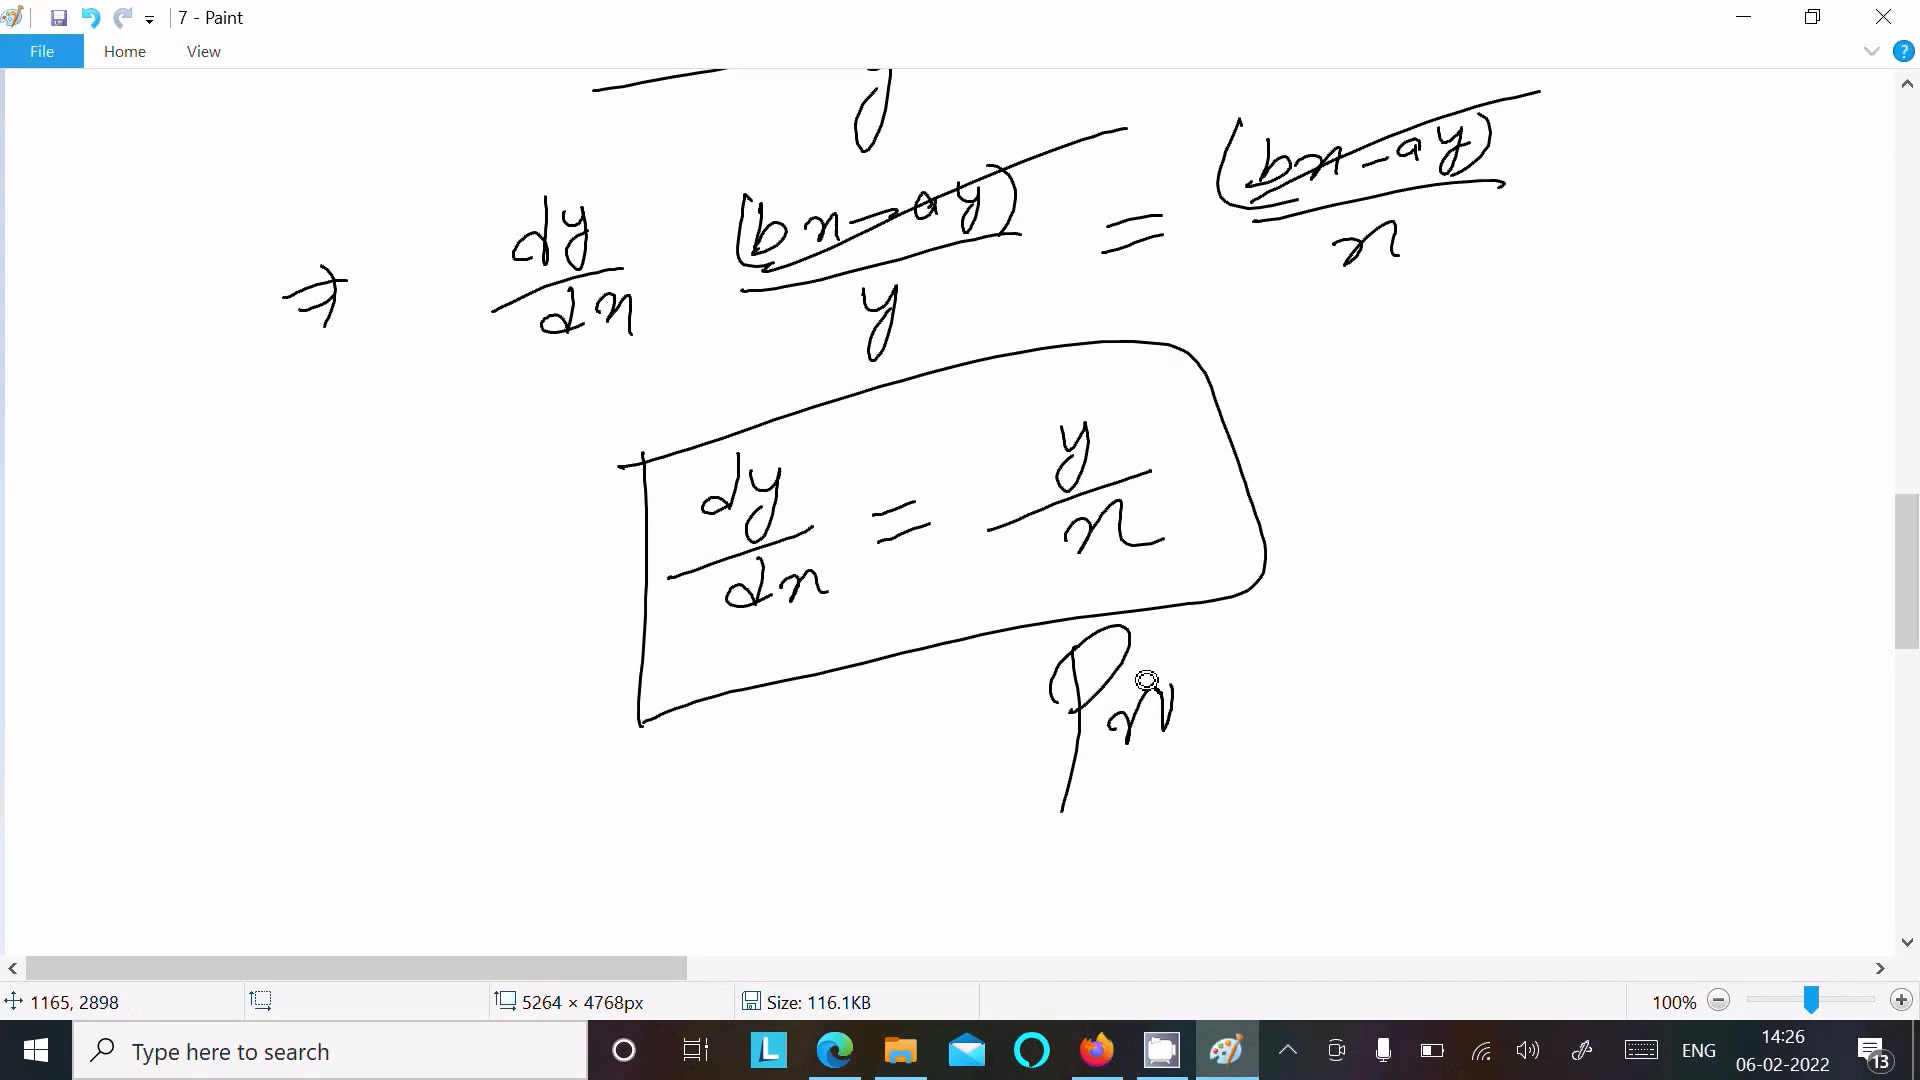 7 - Paint
File Home View
y
⇒ dy/dx (bx-ay)/y = (bx-ay)/x
dy/dx = y/x
Pr
1165, 2898
5264 × 4768px
Size: 116.1KB
100%
Type here to search
L
ENG
14:26
06-02-2022
13